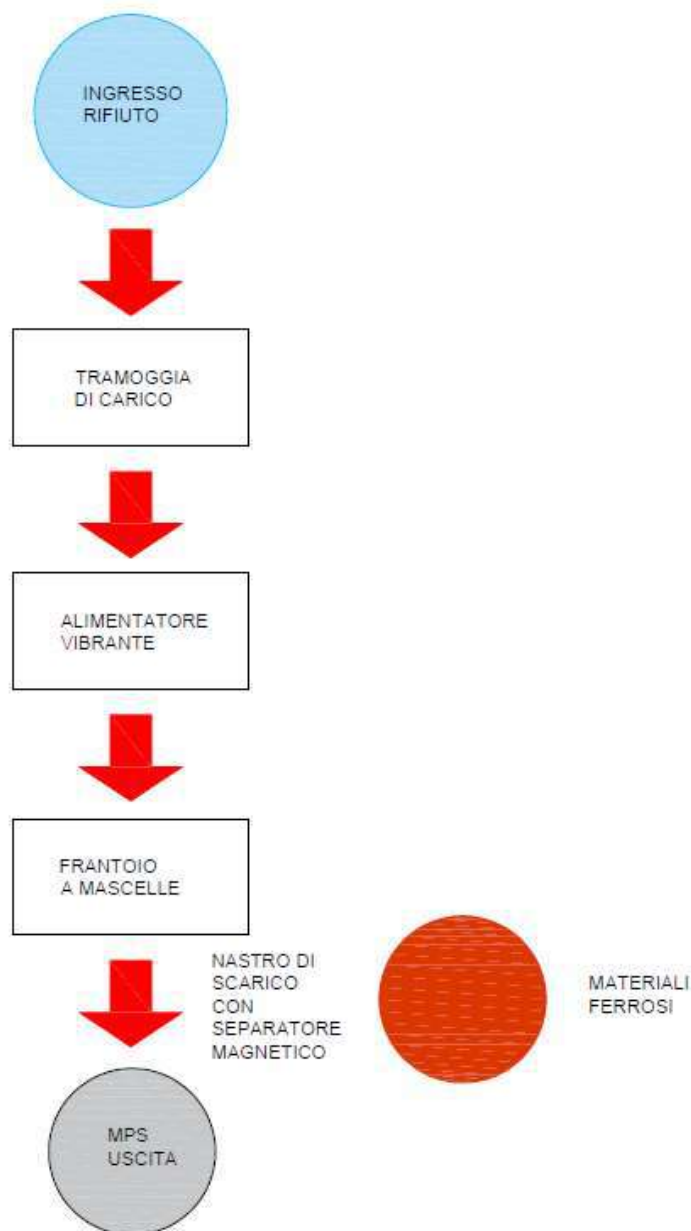 INGRESSO
RIFIUTO
TRAMOGGIA
DI CARICO
ALIMENTATORE
VIBRANTE
FRANTOIO
A MASCELLE
NASTRO DI
SCARICO
CON
SEPARATORE
MAGNETICO
MATERIALI
FERROSI
MPS
USCITA